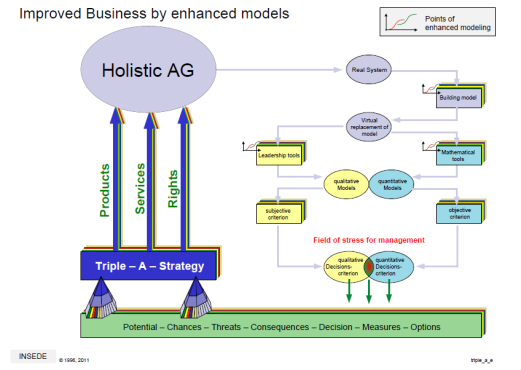 Improved Business by enhanced models
Points of
enhanced modeling
Holistic AG
Real System
Building model
Virtual
replacement of
model
Leadership tools
Mathematical
tools
qualitative
Models
quantitative
Models
subjective
criterion
objective
criterion
Products
Services
Rights
Field of stress for management
qualitative
Decisions-
criterion
quantitative
Decisions-
criterion
Triple – A – Strategy
Potential – Chances – Threats – Consequences – Decision – Measures – Options
INSEDE
© 1996, 2011
triple_a_e